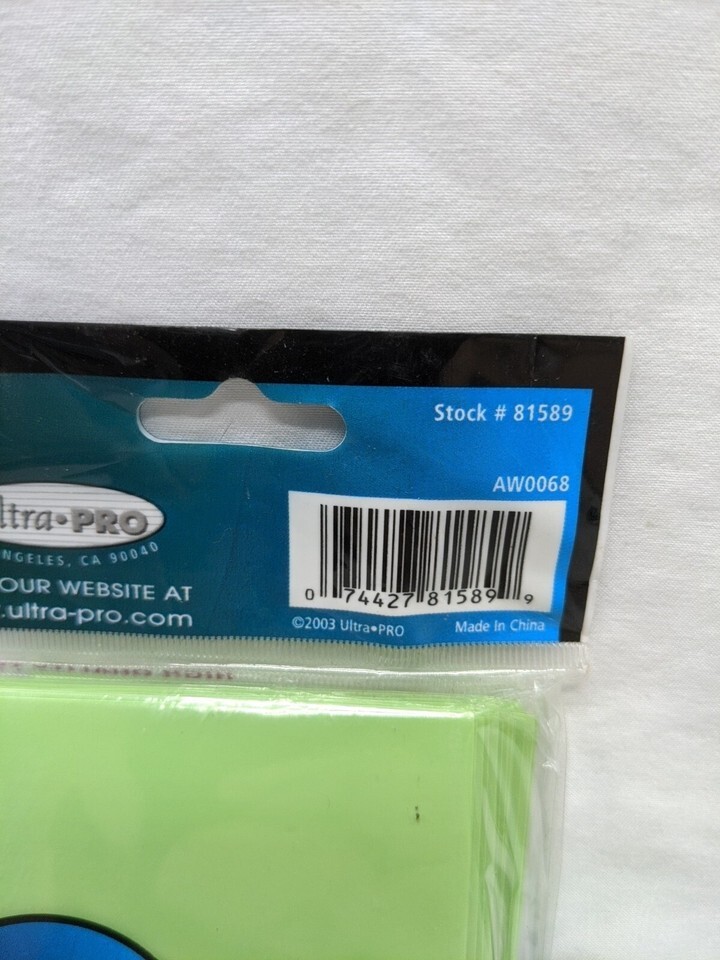 Stock # 81589
AW0068
ltra•PRO
NGELES, CA 90040
OUR WEBSITE AT
.ultra-pro.com
0 74427 81589 9
©2003 Ultra•PRO Made In China